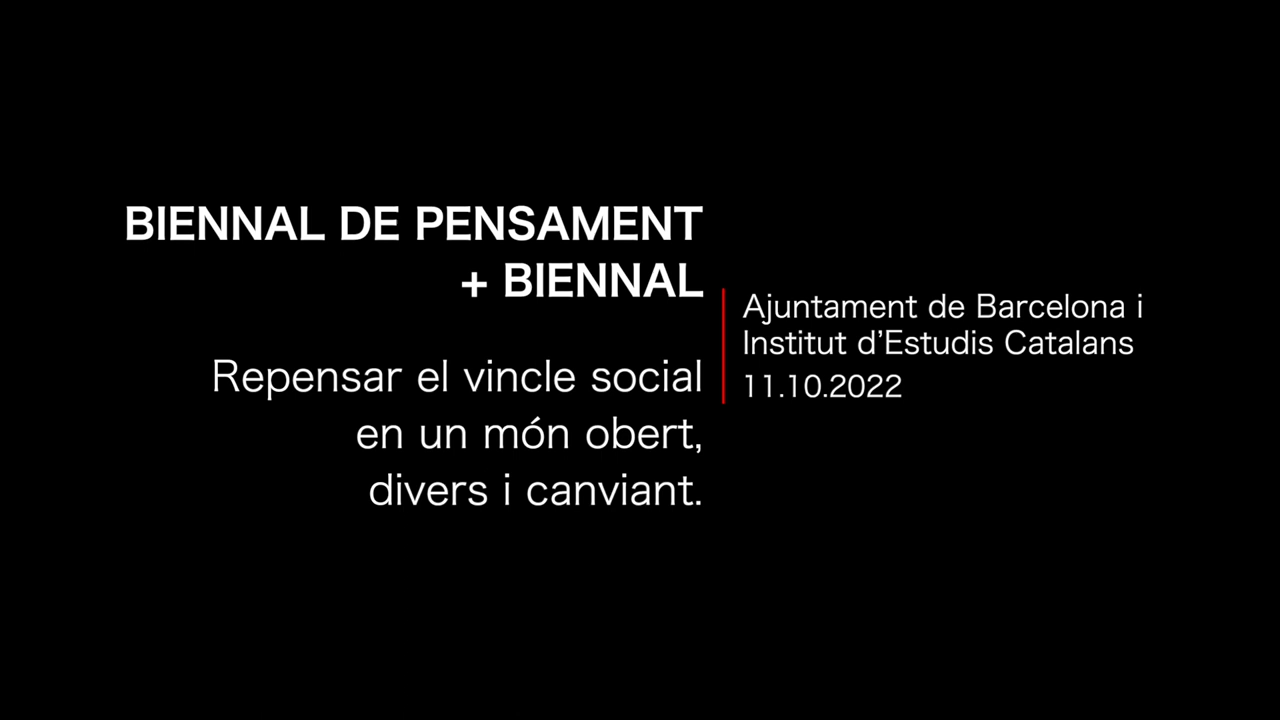 BIENNAL DE PENSAMENT
+ BIENNAL
Repensar el vincle social
en un món obert,
divers i canviant.
Ajuntament de Barcelona i
Institut d’Estudis Catalans
11.10.2022